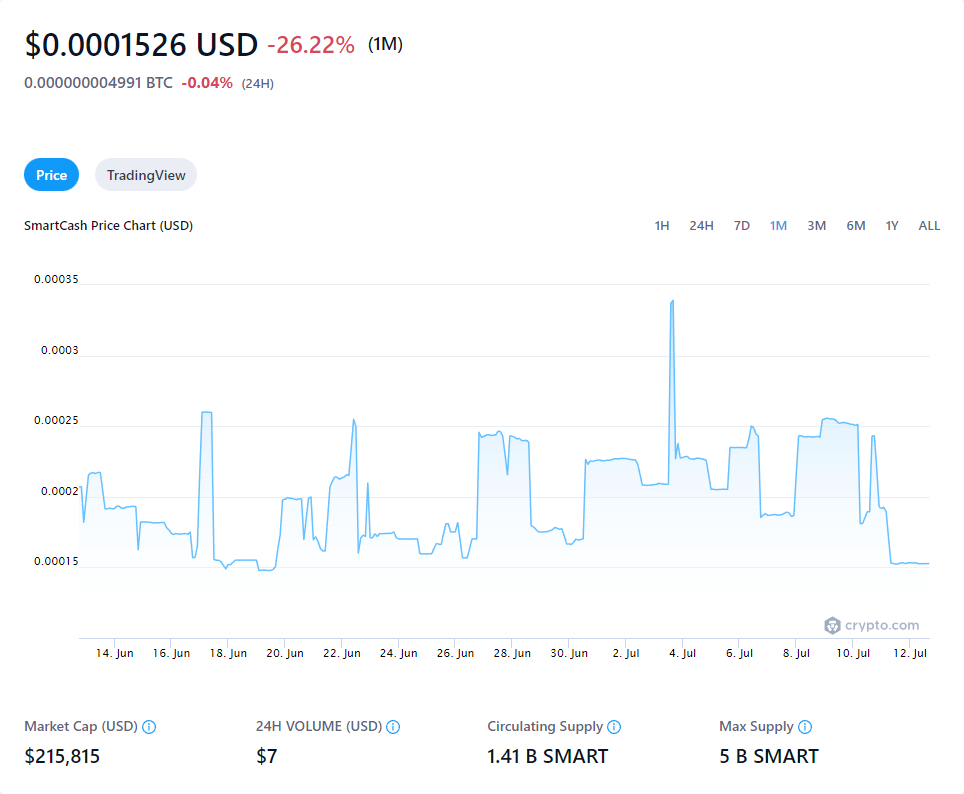 $0.0001526 USD -26.22% (1M)
0.000000004991 BTC -0.04% (24H)
Price TradingView
SmartCash Price Chart (USD) 1H 24H 7D 1M 3M 6M 1Y ALL
0.00035
0.0003
0.00025
0.0002
0.00015
crypto.com
14. Jun 16. Jun 18. Jun 20. Jun 22. Jun 24. Jun 26. Jun 28. Jun 30. Jun 2. Jul 4. Jul 6. Jul 8. Jul 10. Jul 12. Jul
Market Cap (USD) 24H VOLUME (USD) Circulating Supply Max Supply
$215,815 $7 1.41 B SMART 5 B SMART